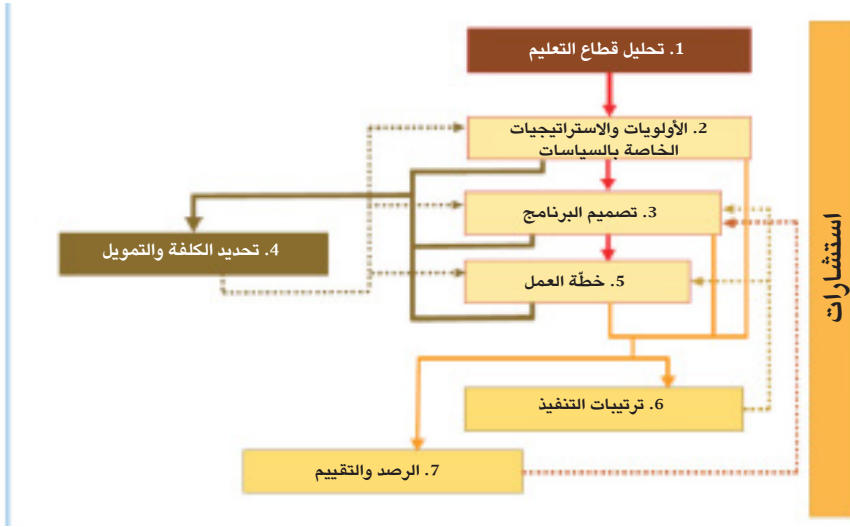 1. تحليل قطاع التعليم
2. الأولويات والاستراتيجيات
الخاصة بالسياسات
3. تصميم البرنامج
4. تحديد الكلفة والتمويل
5. خطّة العمل
6. ترتيبات التنفيذ
7. الرصد والتقييم
استشارات